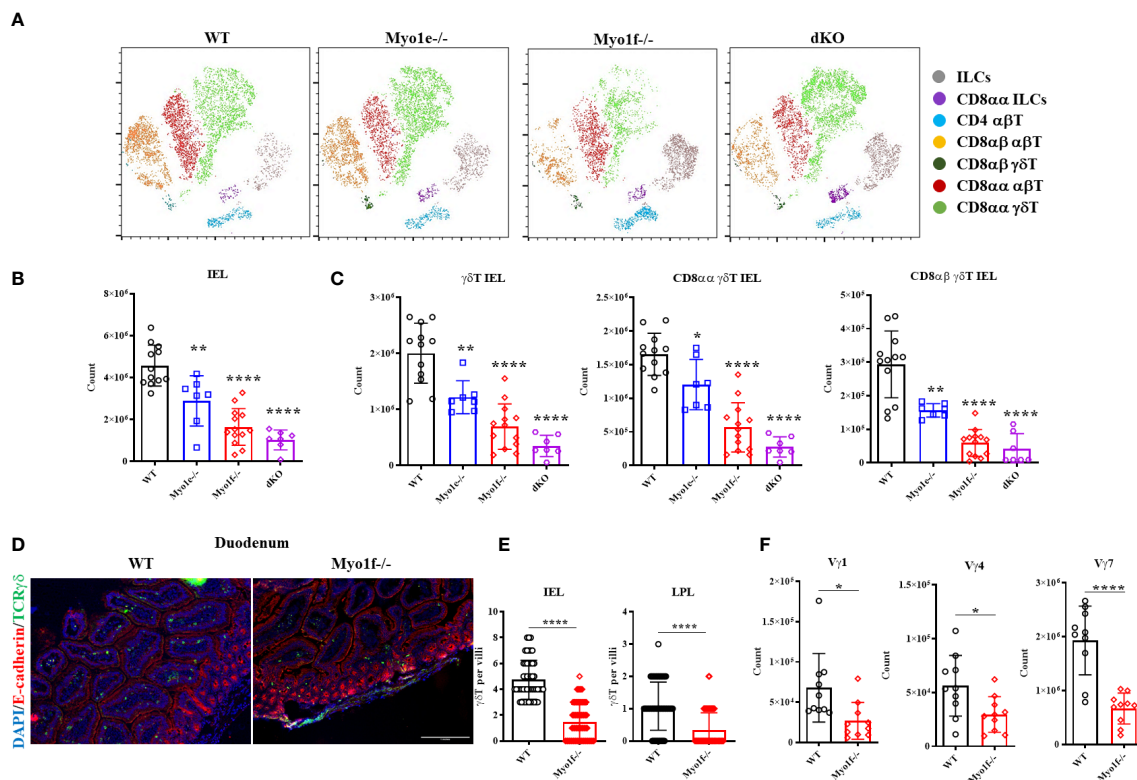 A
WT
Myo1e-/-
Myo1f-/-
dKO
ILCs
CD8αα ILCs
CD4 αβT
CD8αβ αβT
CD8αβ γδT
CD8αα αβT
CD8αα γδT
B
IEL
Count
8×10⁶
6×10⁶
4×10⁶
2×10⁶
0
**
****
****
WT
Myo1e-/-
Myo1f-/-
dKO
C
γδT IEL
Count
3×10⁶
2×10⁶
1×10⁶
0
**
****
****
WT
Myo1e-/-
Myo1f-/-
dKO
CD8αα γδT IEL
Count
2×10⁶
1.5×10⁶
1×10⁶
5×10⁵
0
*
****
****
WT
Myo1e-/-
Myo1f-/-
dKO
CD8αβ γδT IEL
Count
5×10⁵
4×10⁵
3×10⁵
2×10⁵
1×10⁵
0
**
****
****
WT
Myo1e-/-
Myo1f-/-
dKO
D
Duodenum
WT
Myo1f-/-
DAPI/E-cadherin/TCRγδ
E
IEL
γδT per villi
10
8
6
4
2
0
****
WT
Myo1f-/-
LPL
γδT per villi
4
3
2
1
0
****
WT
Myo1f-/-
F
Vγ1
Count
2×10⁵
2×10⁵
1×10⁵
5×10⁴
0
*
WT
Myo1f-/-
Vγ4
Count
2×10⁵
1×10⁵
5×10⁴
0
*
WT
Myo1f-/-
Vγ7
Count
3×10⁶
2×10⁶
1×10⁶
0
****
WT
Myo1f-/-